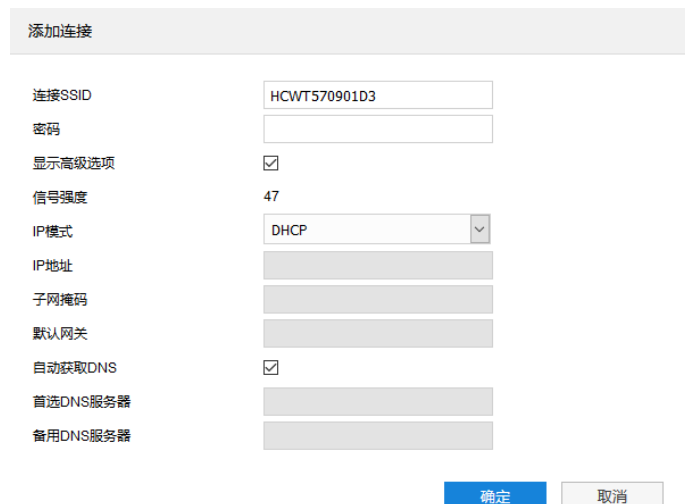 添加连接
连接SSID HCWT570901D3
密码
显示高级选项
信号强度 47
IP模式 DHCP
IP地址
子网掩码
默认网关
自动获取DNS
首选DNS服务器
备用DNS服务器
确定 取消